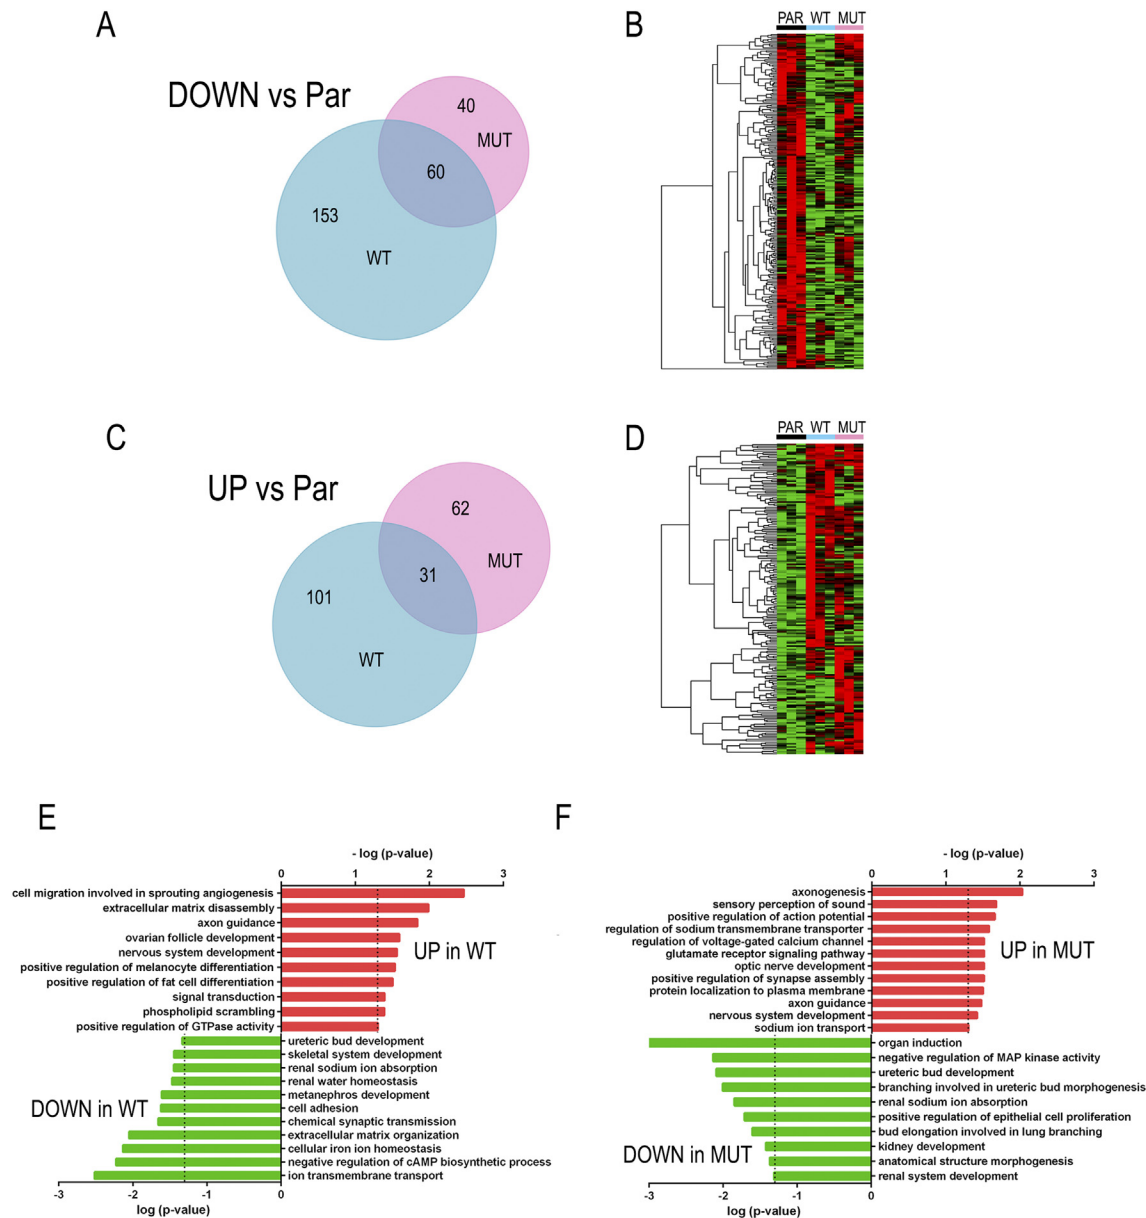 A
DOWN vs Par
40
MUT
60
153
WT
B
PAR WT MUT
C
UP vs Par
62
MUT
31
101
WT
D
PAR WT MUT
E
- log (p-value)
0 1 2 3
cell migration involved in sprouting angiogenesis
extracellular matrix disassembly
axon guidance
ovarian follicle development
nervous system development
positive regulation of melanocyte differentiation
positive regulation of fat cell differentiation
signal transduction
phospholipid scrambling
positive regulation of GTPase activity
UP in WT
ureteric bud development
skeletal system development
renal sodium ion absorption
renal water homeostasis
metanephros development
cell adhesion
chemical synaptic transmission
extracellular matrix organization
cellular iron ion homeostasis
negative regulation of cAMP biosynthetic process
ion transmembrane transport
DOWN in WT
-3 -2 -1 0
log (p-value)
F
- log (p-value)
0 1 2 3
axonogenesis
sensory perception of sound
positive regulation of action potential
regulation of sodium transmembrane transporter
regulation of voltage-gated calcium channel
glutamate receptor signaling pathway
optic nerve development
positive regulation of synapse assembly
protein localization to plasma membrane
axon guidance
nervous system development
sodium ion transport
UP in MUT
organ induction
negative regulation of MAP kinase activity
ureteric bud development
branching involved in ureteric bud morphogenesis
renal sodium ion absorption
positive regulation of epithelial cell proliferation
bud elongation involved in lung branching
kidney development
anatomical structure morphogenesis
renal system development
DOWN in MUT
-3 -2 -1 0
log (p-value)